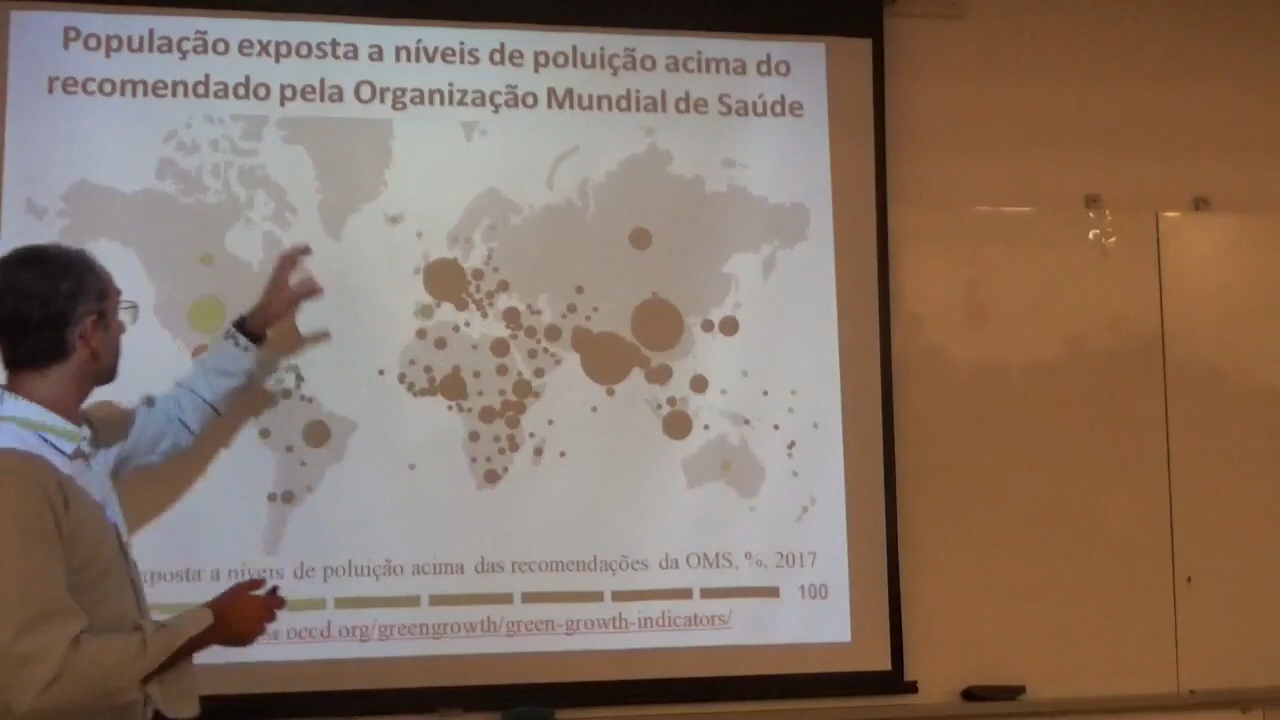 População exposta a níveis de poluição acima do
recomendado pela Organização Mundial de Saúde
exposta a níveis de poluição acima das recomendações da OMS, %, 2017
100
oecd.org/greengrowth/green-growth-indicators/